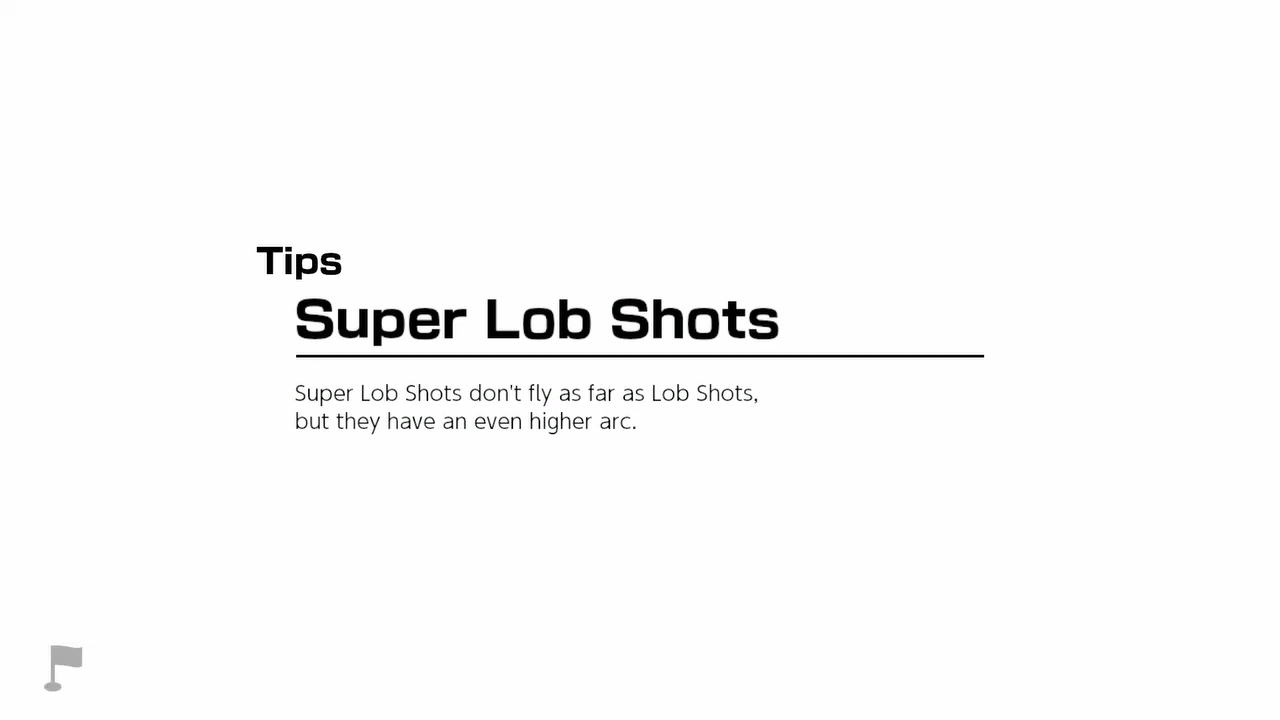 Tips
Super Lob Shots
Super Lob Shots don't fly as far as Lob Shots,
but they have an even higher arc.